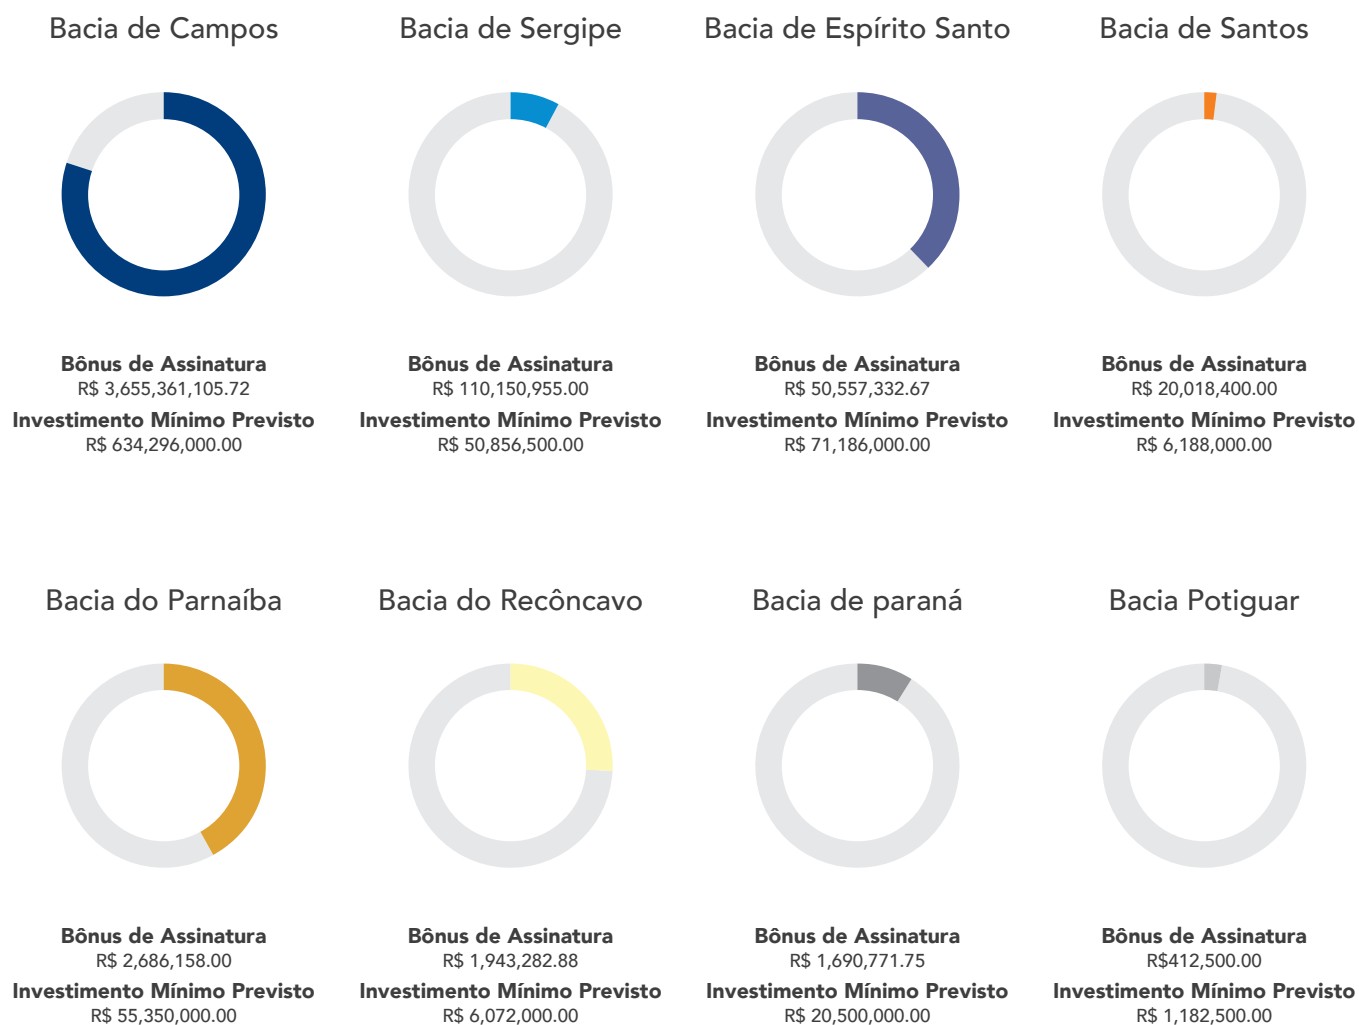 Bacia de Campos
Bacia de Sergipe
Bacia de Espírito Santo
Bacia de Santos
Bônus de Assinatura
R$ 3,655,361,105.72
Investimento Mínimo Previsto
R$ 634,296,000.00
Bônus de Assinatura
R$ 110,150,955.00
Investimento Mínimo Previsto
R$ 50,856,500.00
Bônus de Assinatura
R$ 50,557,332.67
Investimento Mínimo Previsto
R$ 71,186,000.00
Bônus de Assinatura
R$ 20,018,400.00
Investimento Mínimo Previsto
R$ 6,188,000.00
Bacia do Parnaíba
Bacia do Recôncavo
Bacia de paraná
Bacia Potiguar
Bônus de Assinatura
R$ 2,686,158.00
Investimento Mínimo Previsto
R$ 55,350,000.00
Bônus de Assinatura
R$ 1,943,282.88
Investimento Mínimo Previsto
R$ 6,072,000.00
Bônus de Assinatura
R$ 1,690,771.75
Investimento Mínimo Previsto
R$ 20,500,000.00
Bônus de Assinatura
R$412,500.00
Investimento Mínimo Previsto
R$ 1,182,500.00